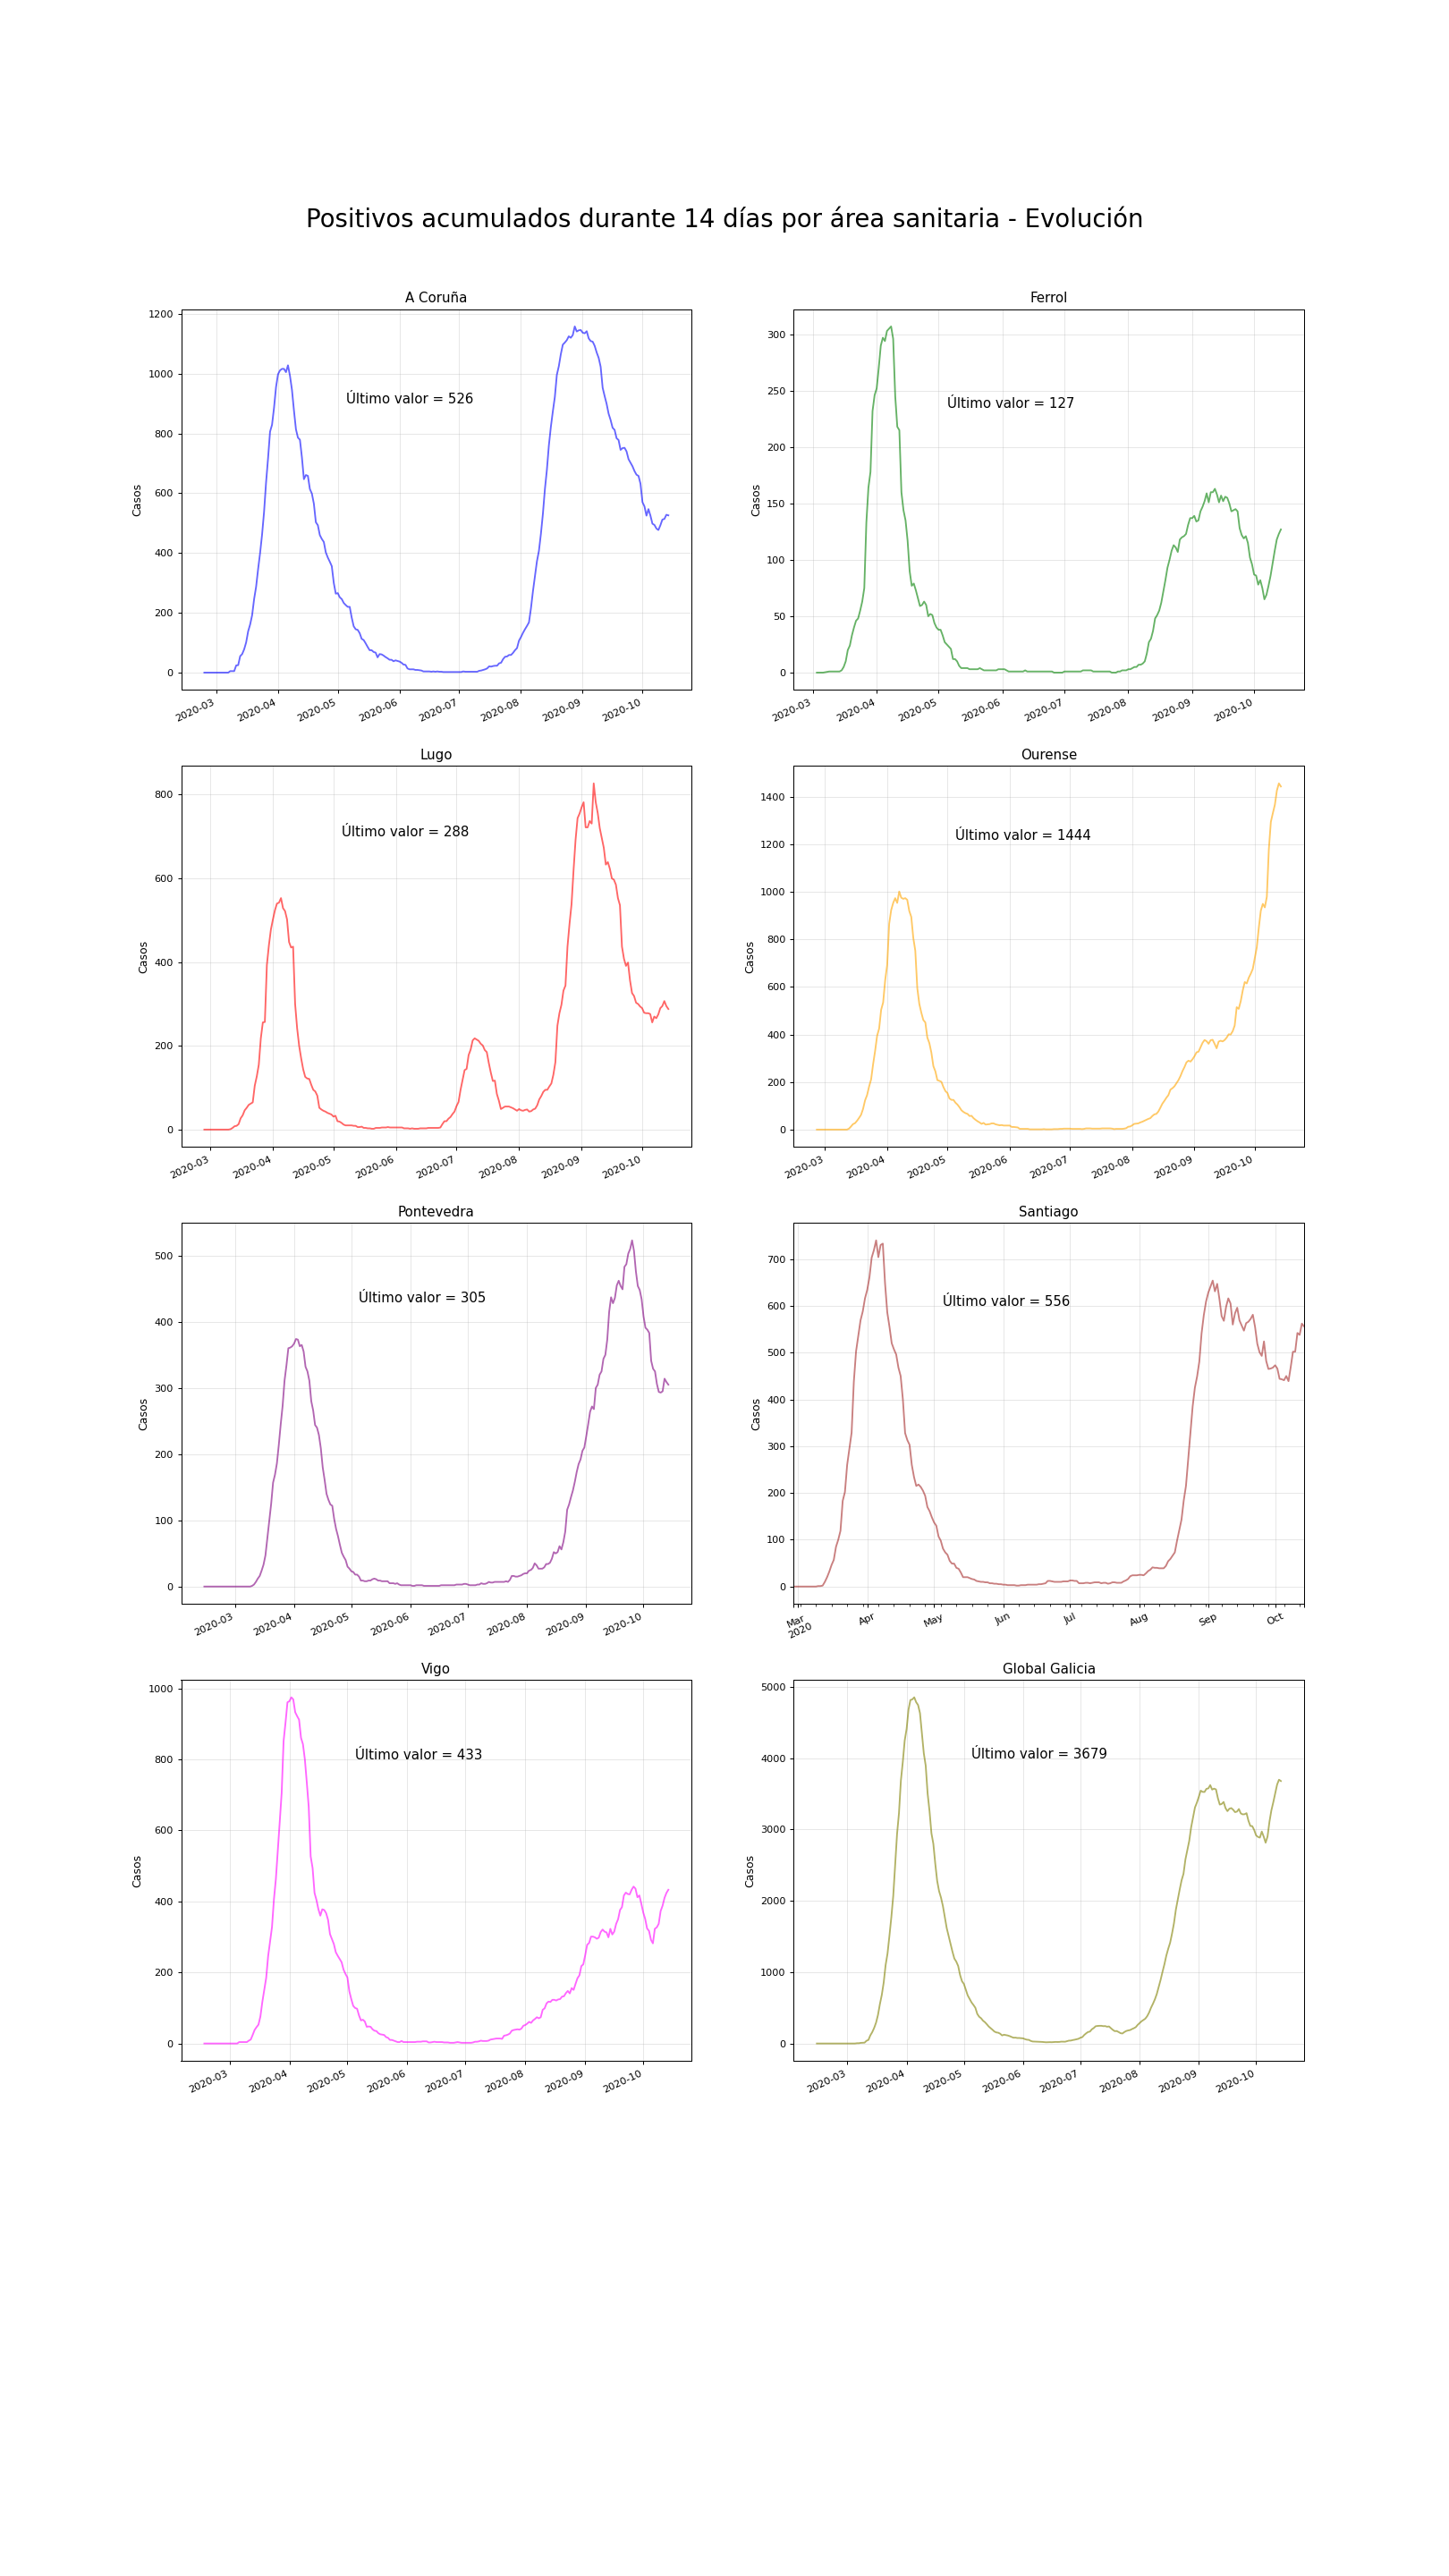 Positivos acumulados durante 14 días por área sanitaria - Evolución
A Coruña
Casos
1200
1000
800
600
400
200
0
Último valor = 526
2020-03 2020-04 2020-05 2020-06 2020-07 2020-08 2020-09 2020-10
Ferrol
Casos
300
250
200
150
100
50
0
Último valor = 127
2020-03 2020-04 2020-05 2020-06 2020-07 2020-08 2020-09 2020-10
Lugo
Casos
800
600
400
200
0
Último valor = 288
2020-03 2020-04 2020-05 2020-06 2020-07 2020-08 2020-09 2020-10
Ourense
Casos
1400
1200
1000
800
600
400
200
0
Último valor = 1444
2020-03 2020-04 2020-05 2020-06 2020-07 2020-08 2020-09 2020-10
Pontevedra
Casos
500
400
300
200
100
0
Último valor = 305
2020-03 2020-04 2020-05 2020-06 2020-07 2020-08 2020-09 2020-10
Santiago
Casos
700
600
500
400
300
200
100
0
Último valor = 556
Mar Apr May Jun Jul Aug Sep Oct
2020
Vigo
Casos
1000
800
600
400
200
0
Último valor = 433
2020-03 2020-04 2020-05 2020-06 2020-07 2020-08 2020-09 2020-10
Global Galicia
Casos
5000
4000
3000
2000
1000
0
Último valor = 3679
2020-03 2020-04 2020-05 2020-06 2020-07 2020-08 2020-09 2020-10